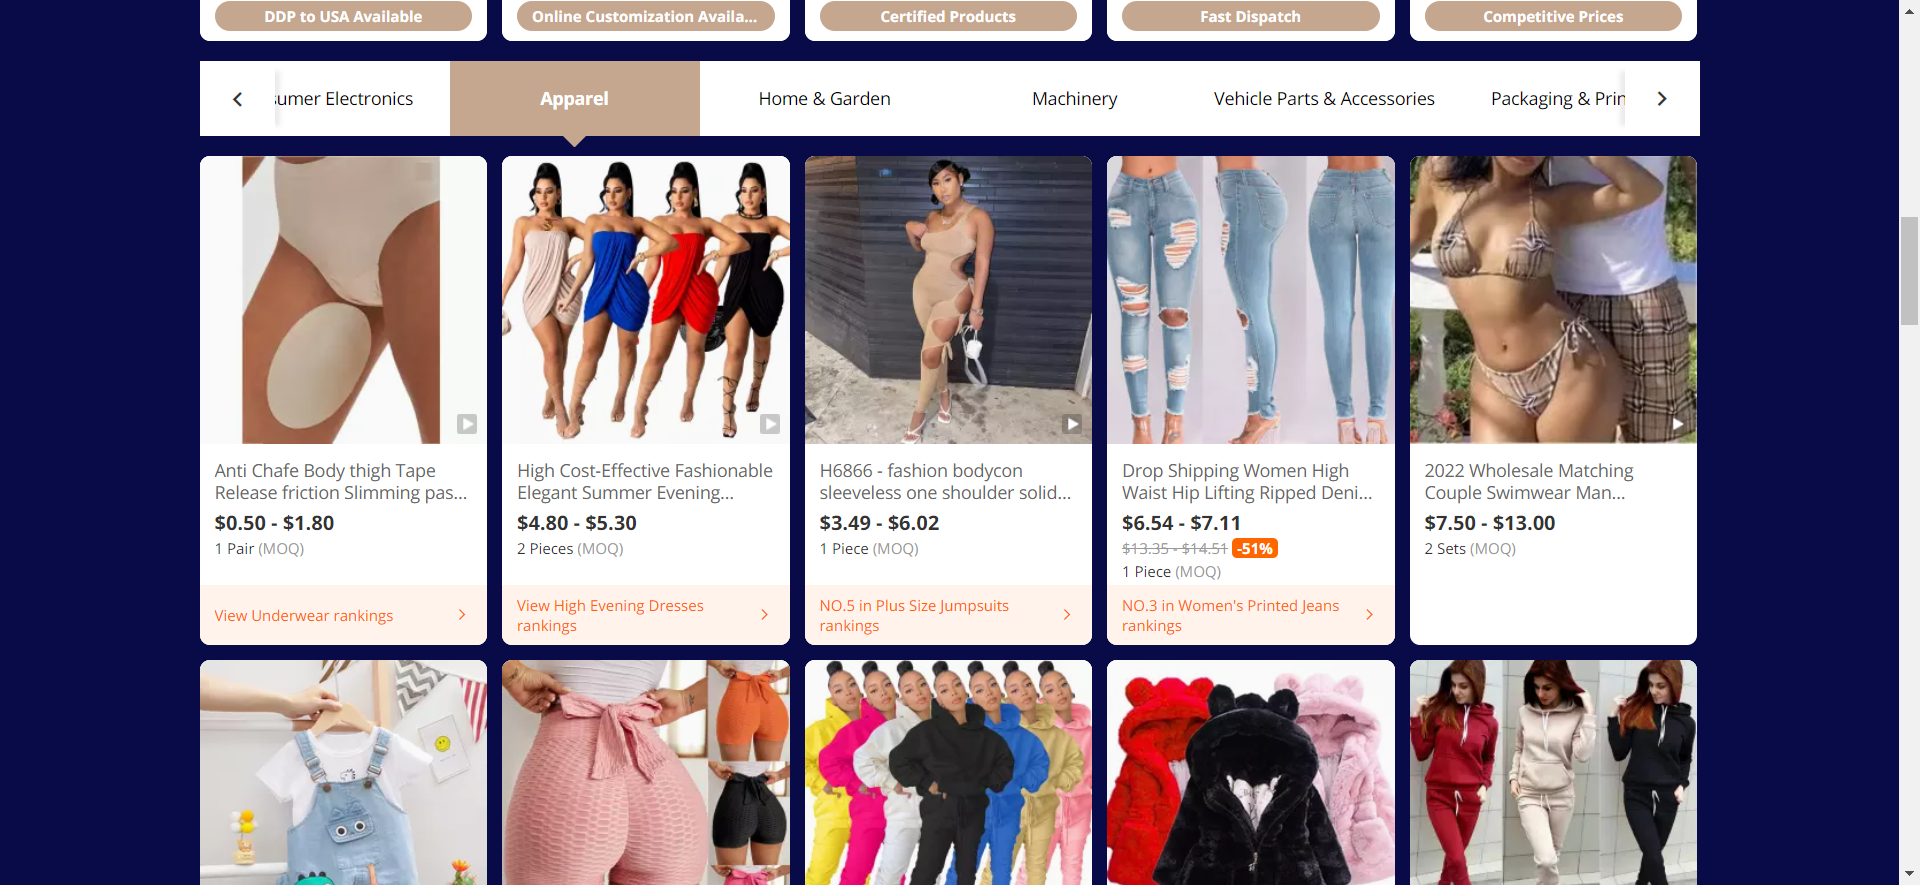 DDP to USA Available
Online Customization Availa...
Certified Products
Fast Dispatch
Competitive Prices
sumer Electronics
Apparel
Home & Garden
Machinery
Vehicle Parts & Accessories
Packaging & Prin
Anti Chafe Body thigh Tape
Release friction Slimming pas...
$0.50 - $1.80
1 Pair (MOQ)
View Underwear rankings
High Cost-Effective Fashionable
Elegant Summer Evening...
$4.80 - $5.30
2 Pieces (MOQ)
View High Evening Dresses
rankings
H6866 - fashion bodycon
sleeveless one shoulder solid...
$3.49 - $6.02
1 Piece (MOQ)
NO.5 in Plus Size Jumpsuits
rankings
Drop Shipping Women High
Waist Hip Lifting Ripped Deni...
$6.54 - $7.11
$13.35 - $14.51 -51%
1 Piece (MOQ)
NO.3 in Women's Printed Jeans
rankings
2022 Wholesale Matching
Couple Swimwear Man...
$7.50 - $13.00
2 Sets (MOQ)